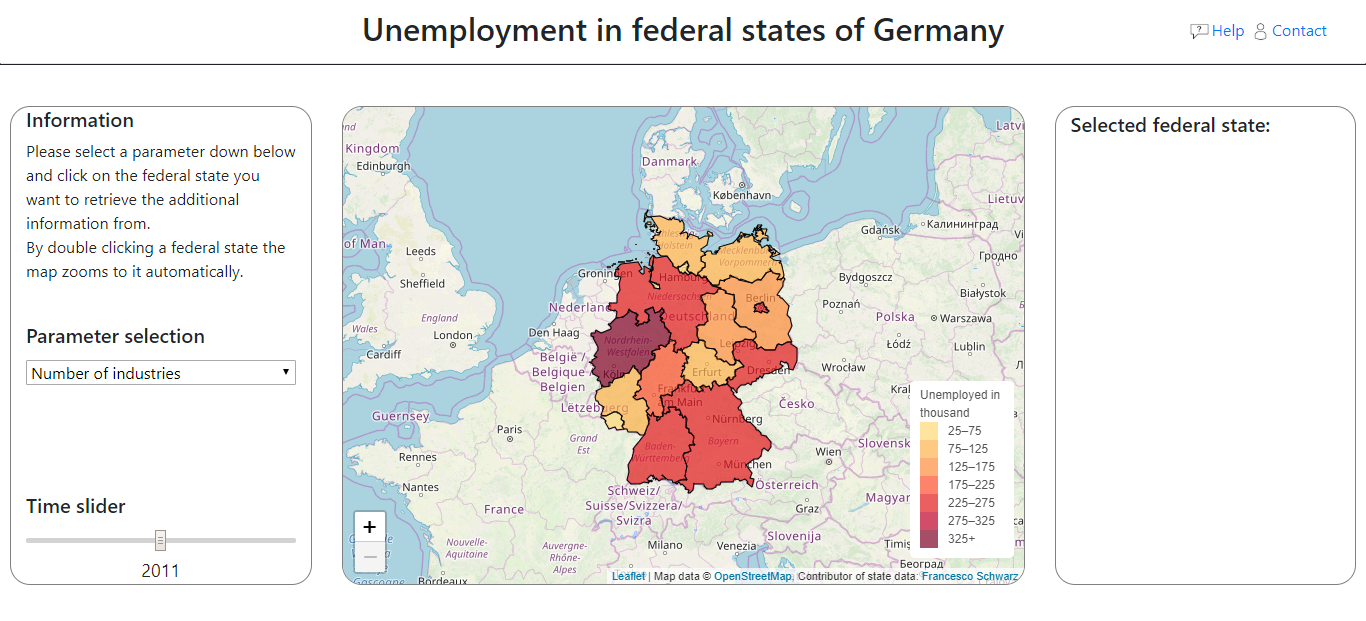 Unemployment in federal states of Germany
Help
Contact
Information
Please select a parameter down below
and click on the federal state you
want to retrieve the additional
information from.
By double clicking a federal state the
map zooms to it automatically.
Parameter selection
Number of industries
Time slider
2011
Kingdom
Edinburgh
of Man
Leeds
Sheffield
England
Wales
London
Cardiff
Guernsey
Danmark
København
Latvi
Lietuv
Gdańsk
Калининград
Гродно
Groningen
Hamburg
Niedersachsen
Bydgoszcz
Białystok
Nederland
Deutschland
Berlin
Poznań
Polska
Warszawa
Den Haag
Nordrhein-
Westfalen
Leipzig
Łódź
Lublin
België /
Belgique /
Belgien
Köln
Erfurt
Dresden
Wrocław
Frankfurt
am Main
Lëtzebuerg
Česko
Nürnberg
Paris
Grand
Est
Baden-
Württemberg
Bayern
München
Wien
Slovensk
Rennes
Nantes
France
Schweiz/
Suisse/Svizzera/
Svizra
Österreich
Graz
Magyar
Nouvelle-
Aquitaine
Auvergne-
Rhône-
Alpes
Milano
Venezia
Slovenija
Bordeaux
Београд
+
−
Unemployed in
thousand
25–75
75–125
125–175
175–225
225–275
275–325
325+
Leaflet | Map data © OpenStreetMap, Contributor of state data: Francesco Schwarz
Selected federal state: